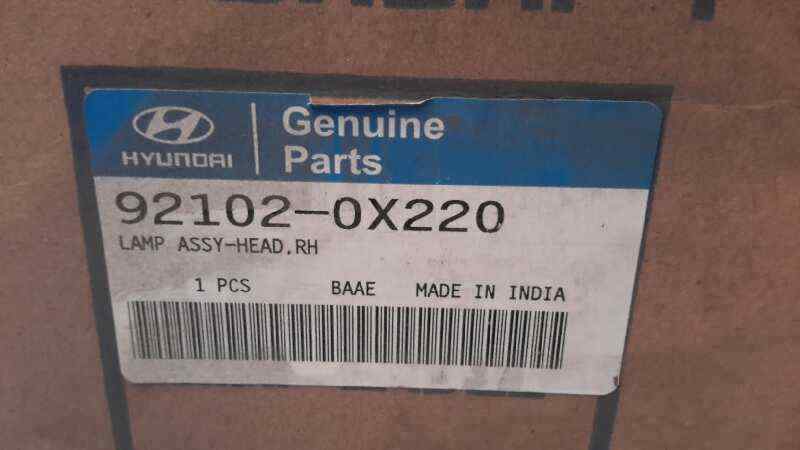 HYUNDAI
Genuine
Parts
92102-0X220
LAMP ASSY-HEAD,RH
1 PCS BAAE MADE IN INDIA